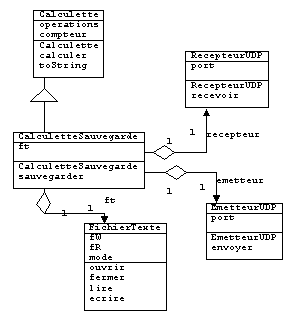 Calculette
operations
compteur
Calculette
calculer
toString
RecepteurUDP
port
RecepteurUDP
recevoir
1
recepteur
CalculetteSauvegarde
ft
1
CalculetteSauvegarde
sauvegarder
1
emetteur
1
ft
1
1
EmetteurUDP
port
EmetteurUDP
envoyer
FichierTexte
fW
fR
mode
ouvrir
fermer
lire
ecrire